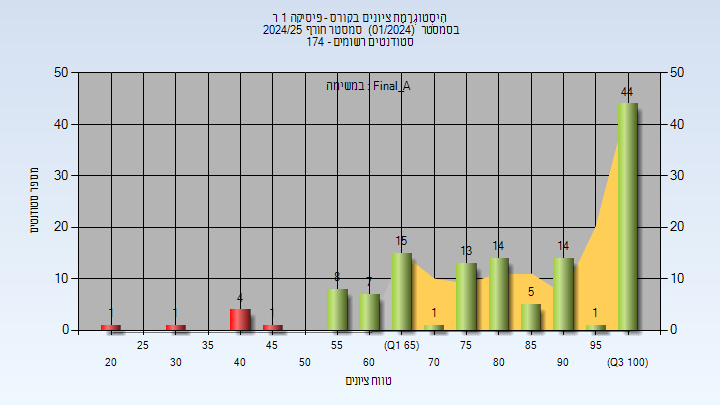 היסטוגרמת ציונים בקורס - פיסיקה 1 ר
בסמסטר (01/2024) סמסטר חורף 2024/25
סטודנטים רשומים - 174
במשימה : Final_A
50 50
40 40
30 30
20 20
10 10
0 0
מספר סטודנטים
1 1 4 1 8 7 15 1 13 14 5 14 1 44
25 35 45 55 (Q1 65) 75 85 95
20 30 40 50 60 70 80 90 (Q3 100)
טווח ציונים